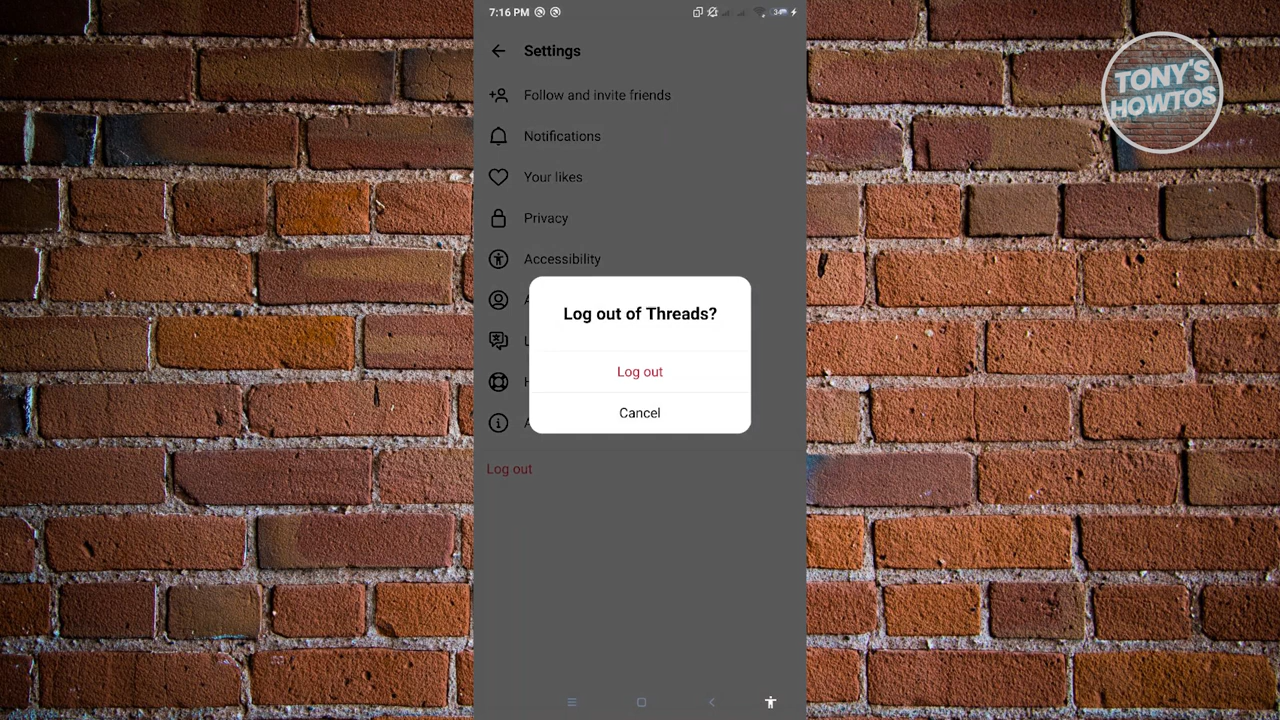 7:16 PM
Settings
Follow and invite friends
Notifications
Your likes
Privacy
Accessibility
Log out of Threads?
Log out
Cancel
Log out
TONY'S
HOWTOS